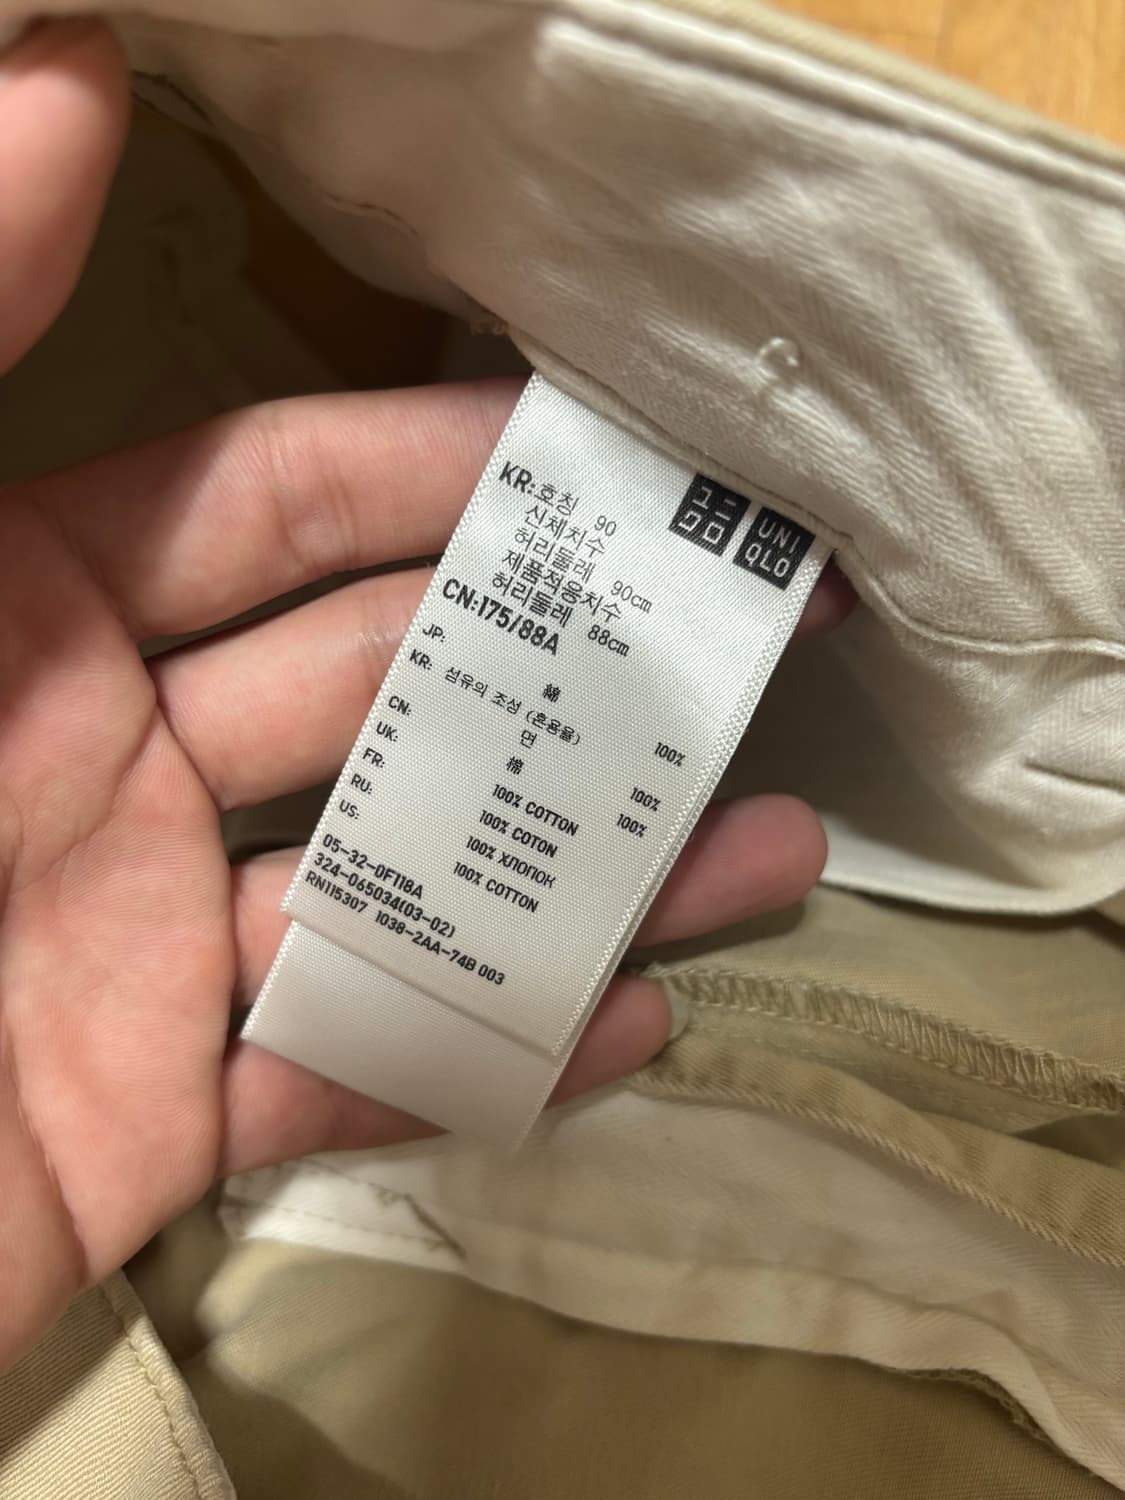 ユニクロ
UNIQLO
KR:호칭 90
신체치수
허리둘레 90cm
제품적용치수
허리둘레 88cm
CN:175/88A
JP:
綿 100%
KR: 섬유의 조성 (혼용율)
면 100%
CN: 棉 100%
UK: 100% COTTON
FR: 100% COTON
RU: 100% ХЛОПОК
US: 100% COTTON
05-32-0F118A
324-065034(03-02)
RN115307 1038-2AA-74B 003